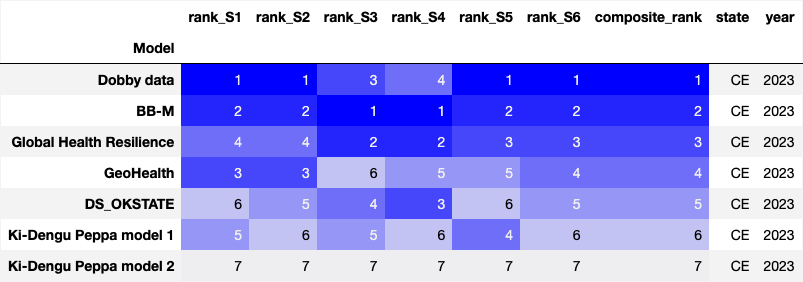 rank_S1 rank_S2 rank_S3 rank_S4 rank_S5 rank_S6 composite_rank state year
Model
Dobby data 1 1 3 4 1 1 1 CE 2023
BB-M 2 2 1 1 2 2 2 CE 2023
Global Health Resilience 4 4 2 2 3 3 3 CE 2023
GeoHealth 3 3 6 5 5 4 4 CE 2023
DS_OKSTATE 6 5 4 3 6 5 5 CE 2023
Ki-Dengu Peppa model 1 5 6 5 6 4 6 6 CE 2023
Ki-Dengu Peppa model 2 7 7 7 7 7 7 7 CE 2023